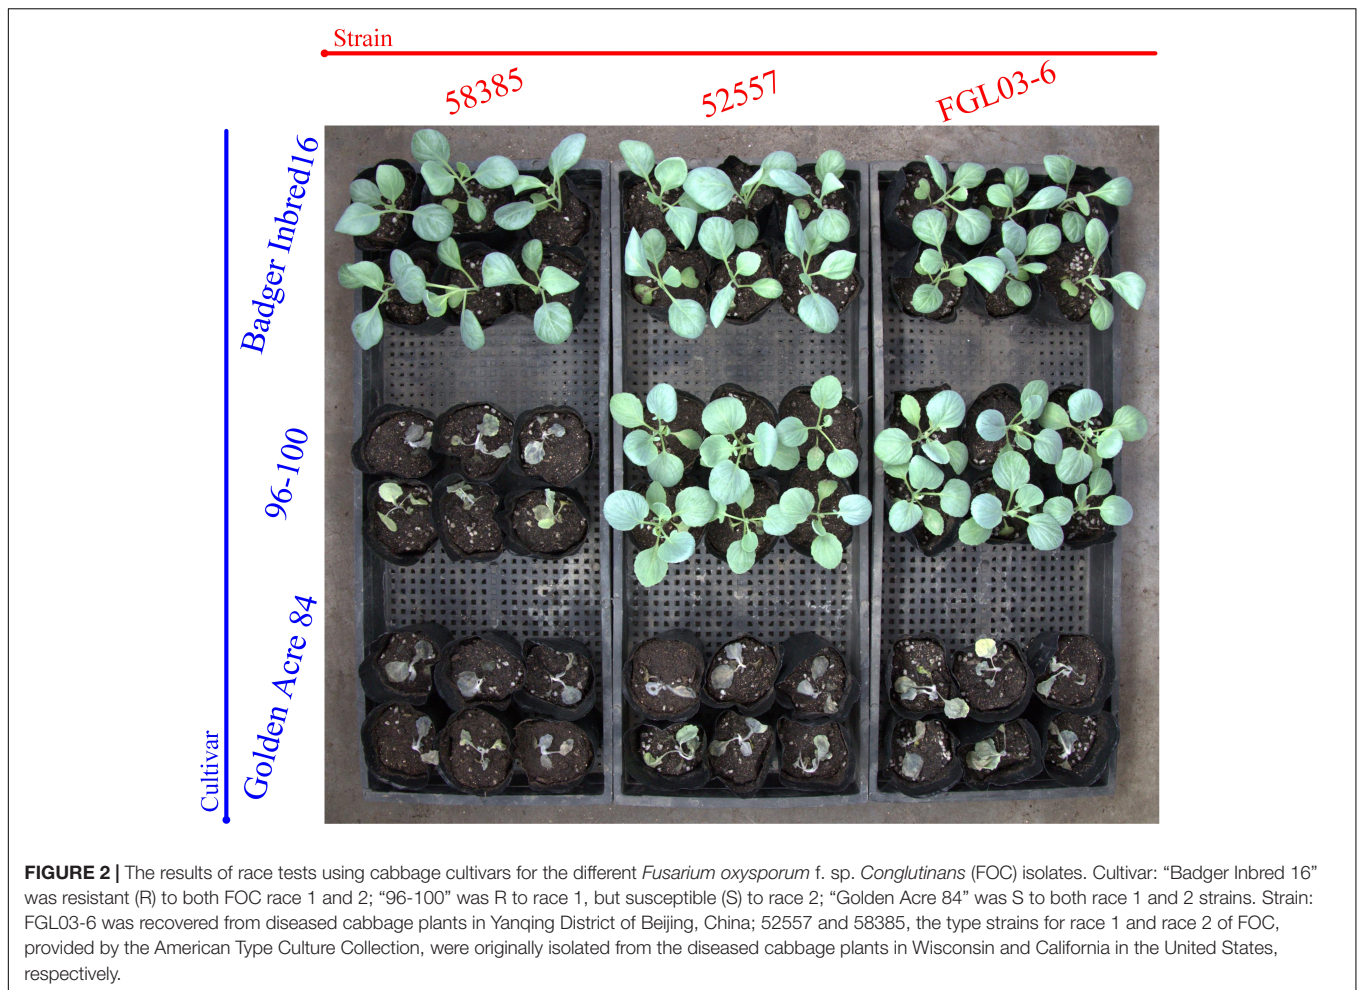 Strain
58385
52557
FGL03-6
Badger Inbred16
96-100
Golden Acre 84
Cultivar
FIGURE 2 | The results of race tests using cabbage cultivars for the different Fusarium oxysporum f. sp. Conglutinans (FOC) isolates. Cultivar: “Badger Inbred 16”
was resistant (R) to both FOC race 1 and 2; “96-100” was R to race 1, but susceptible (S) to race 2; “Golden Acre 84” was S to both race 1 and 2 strains. Strain:
FGL03-6 was recovered from diseased cabbage plants in Yanqing District of Beijing, China; 52557 and 58385, the type strains for race 1 and race 2 of FOC,
provided by the American Type Culture Collection, were originally isolated from the diseased cabbage plants in Wisconsin and California in the United States,
respectively.